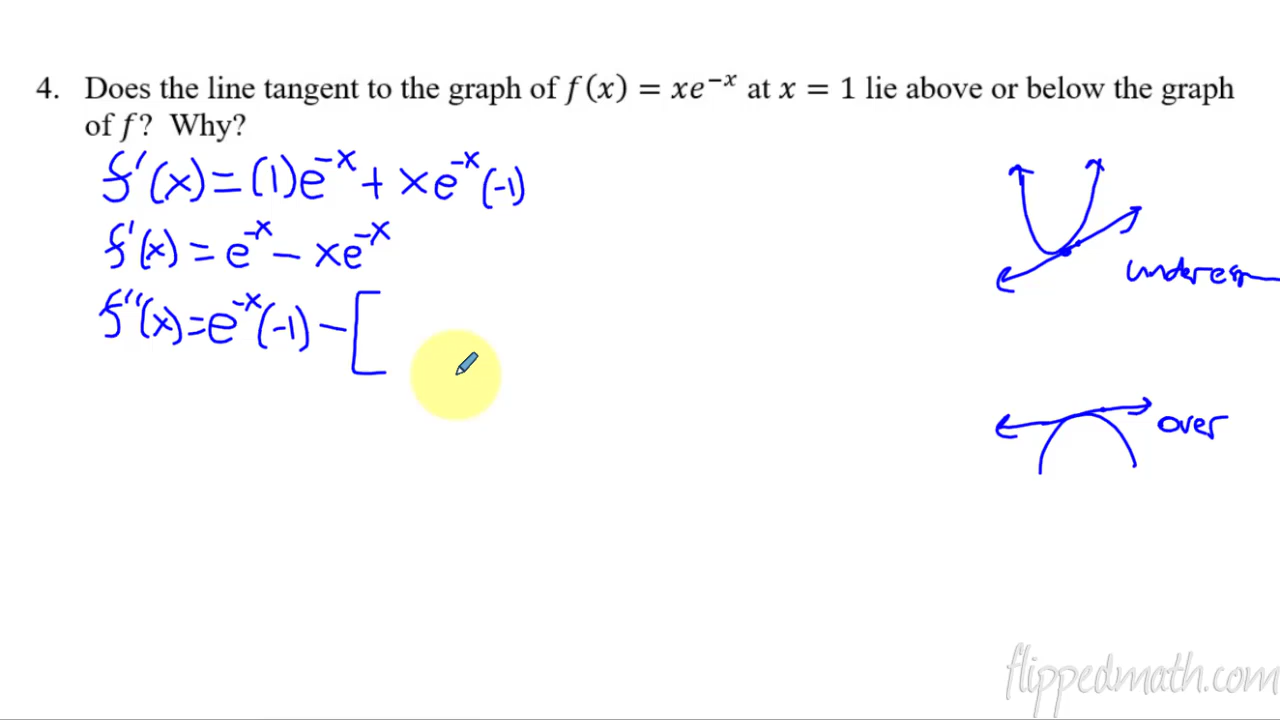 4. Does the line tangent to the graph of f(x) = xe⁻ˣ at x = 1 lie above or below the graph
of f? Why?
f'(x) = (1)e⁻ˣ + xe⁻ˣ(-1)
f'(x) = e⁻ˣ - xe⁻ˣ
f''(x) = e⁻ˣ(-1) - [
underest
over
flippedmath.com